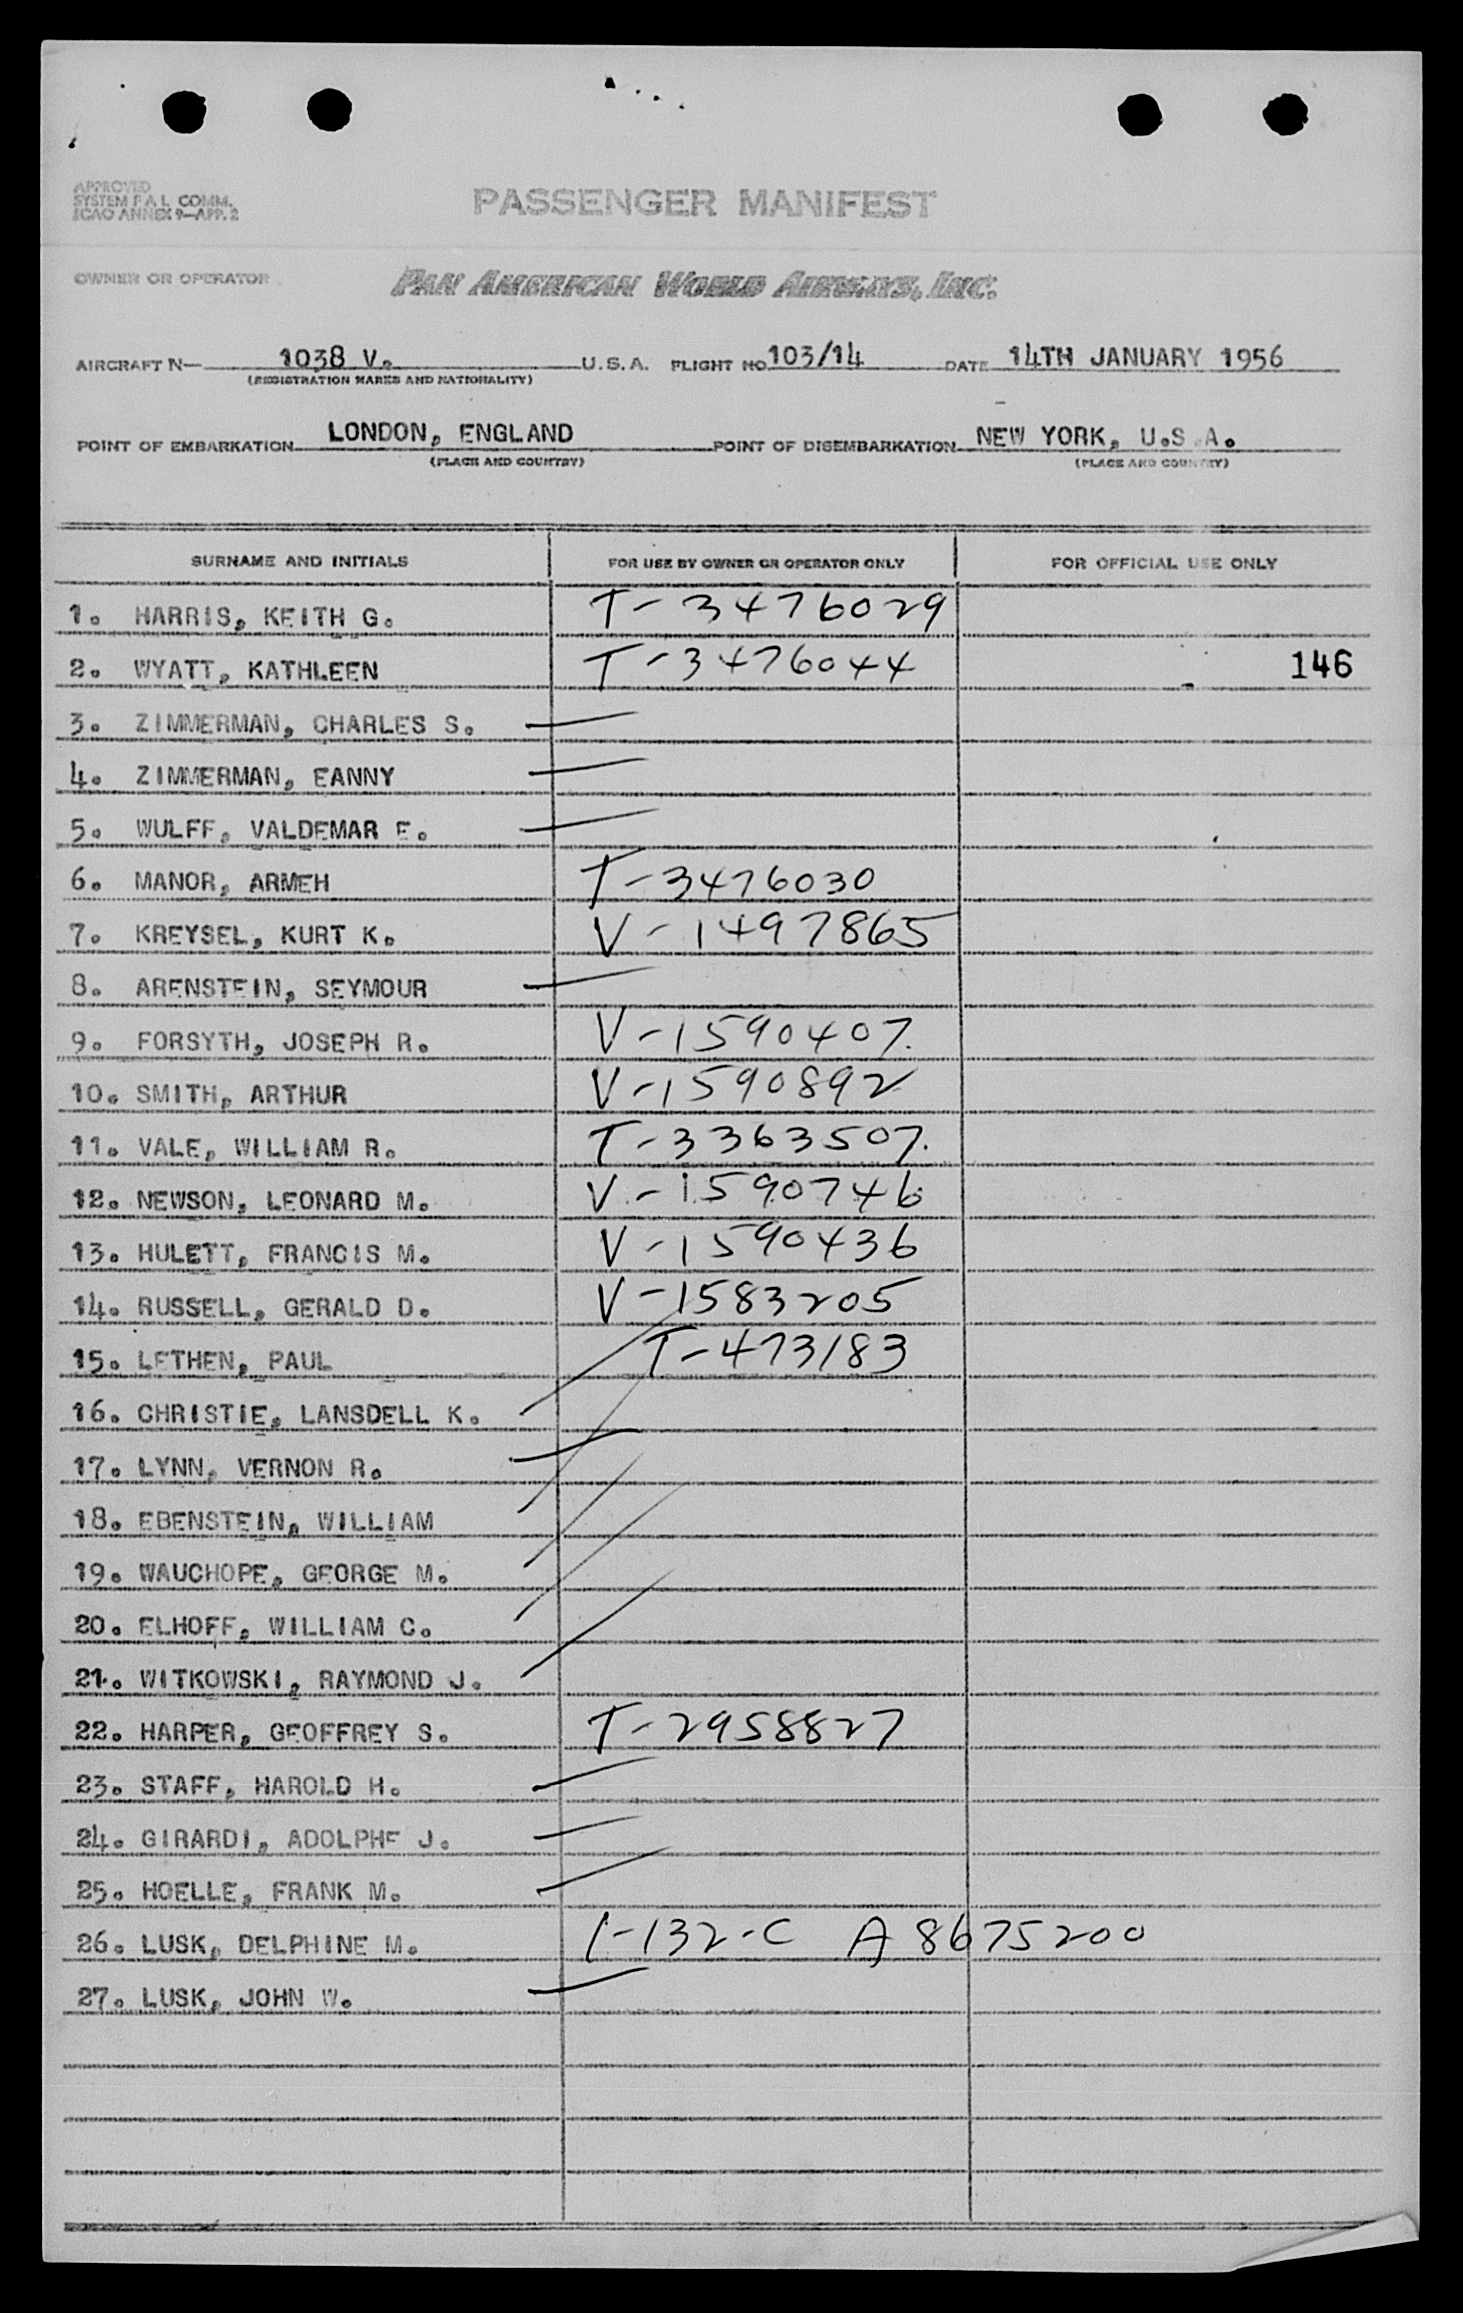 APPROVED
SYSTEM F A L COMM.
ICAO ANNEX 9—APP. 2
PASSENGER MANIFEST
OWNER OR OPERATOR PAN AMERICAN WORLD AIRWAYS, INC.
AIRCRAFT N— 1038 V. U.S.A. FLIGHT NO. 103/14 DATE 14TH JANUARY 1956
(REGISTRATION MARKS AND NATIONALITY)
POINT OF EMBARKATION LONDON, ENGLAND POINT OF DISEMBARKATION NEW YORK, U.S.A.
(PLACE AND COUNTRY) (PLACE AND COUNTRY)
SURNAME AND INITIALS FOR USE BY OWNER OR OPERATOR ONLY FOR OFFICIAL USE ONLY
1. HARRIS, KEITH G. T-3476029
2. WYATT, KATHLEEN T-3476044 146
3. ZIMMERMAN, CHARLES S.
4. ZIMMERMAN, EANNY
5. WULFF, VALDEMAR E.
6. MANOR, ARMEH T-3476030
7. KREYSEL, KURT K. V-1497865
8. ARENSTEIN, SEYMOUR
9. FORSYTH, JOSEPH R. V-1590407.
10. SMITH, ARTHUR V-1590892
11. VALE, WILLIAM R. T-3363507.
12. NEWSON, LEONARD M. V-1590746
13. HULETT, FRANCIS M. V-1590436
14. RUSSELL, GERALD D. V-1583205
15. LETHEN, PAUL T-473183
16. CHRISTIE, LANSDELL K.
17. LYNN, VERNON R.
18. EBENSTEIN, WILLIAM
19. WAUCHOPE, GEORGE M.
20. ELHOFF, WILLIAM C.
21. WITKOWSKI, RAYMOND J.
22. HARPER, GEOFFREY S. T-2958827
23. STAFF, HAROLD H.
24. GIRARDI, ADOLPHE J.
25. HOELLE, FRANK M.
26. LUSK, DELPHINE M. I-132-C A 8675200
27. LUSK, JOHN W.